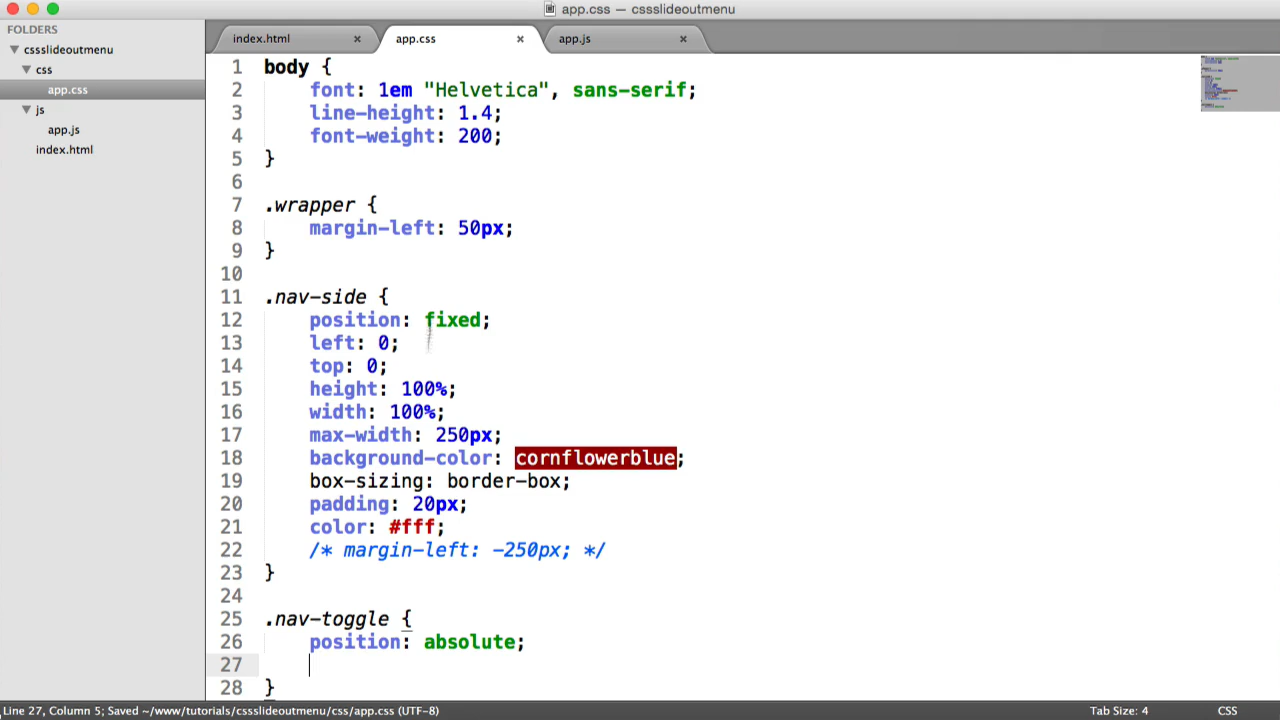 app.css — cssslideoutmenu
FOLDERS
cssslideoutmenu
css
app.css
js
app.js
index.html
index.html ×
app.css ×
app.js ×
1 body {
2 font: 1em "Helvetica", sans-serif;
3 line-height: 1.4;
4 font-weight: 200;
5 }
6
7 .wrapper {
8 margin-left: 50px;
9 }
10
11 .nav-side {
12 position: fixed;
13 left: 0;
14 top: 0;
15 height: 100%;
16 width: 100%;
17 max-width: 250px;
18 background-color: cornflowerblue;
19 box-sizing: border-box;
20 padding: 20px;
21 color: #fff;
22 /* margin-left: -250px; */
23 }
24
25 .nav-toggle {
26 position: absolute;
27
28 }
Line 27, Column 5; Saved ~/www/tutorials/cssslideoutmenu/css/app.css (UTF-8)
Tab Size: 4
CSS